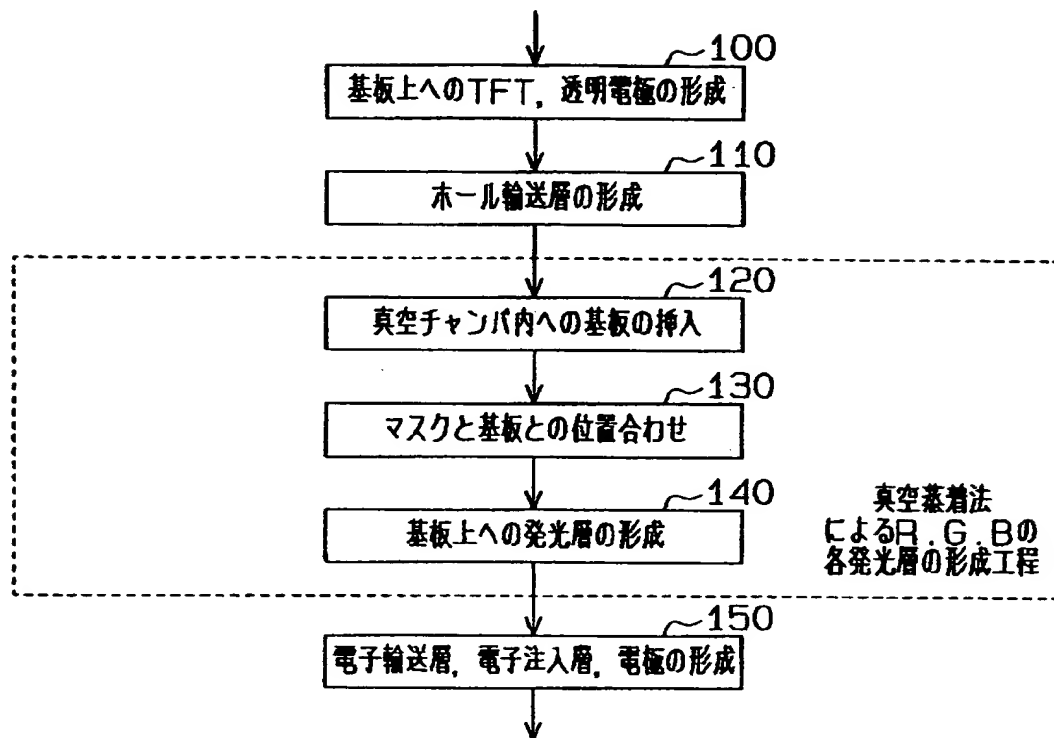 100
基板上へのTFT, 透明電極の形成
110
ホール輸送層の形成
120
真空チャンバ内への基板の挿入
130
マスクと基板との位置合わせ
140
基板上への発光層の形成
真空蒸着法
によるR.G.Bの
各発光層の形成工程
150
電子輸送層, 電子注入層, 電極の形成